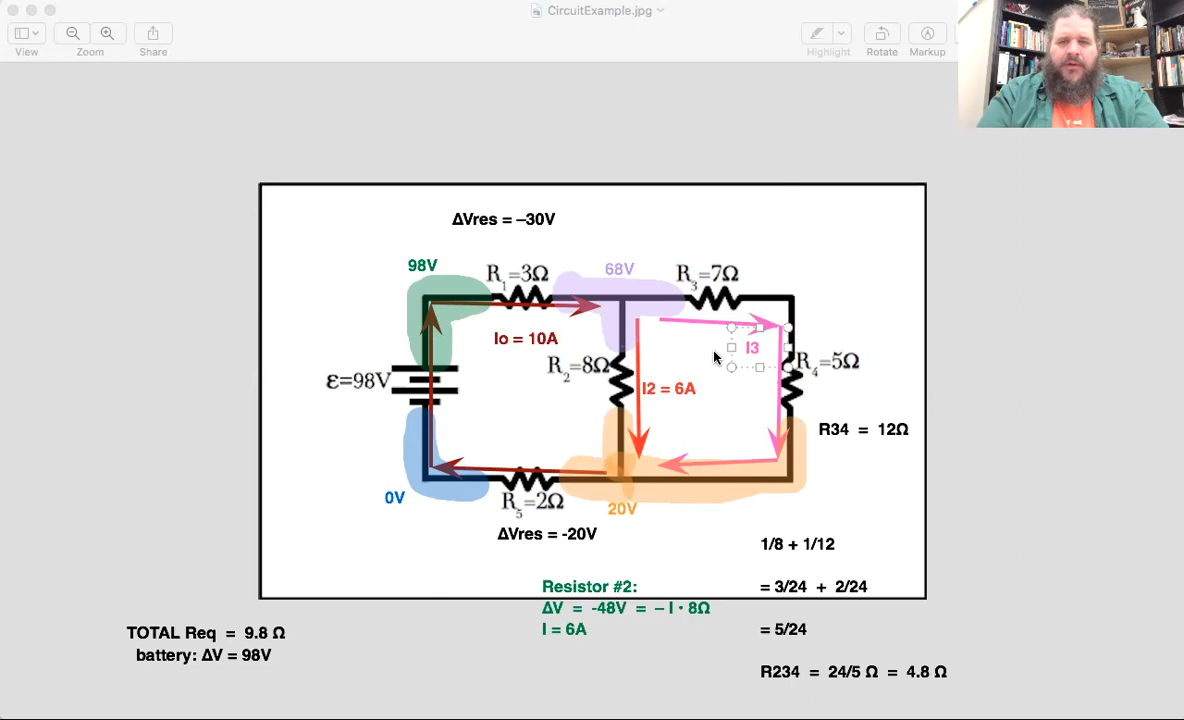 CircuitExample.jpg
View
Zoom
Share
Highlight
Rotate
Markup
ΔVres = –30V
98V
R1=3Ω
68V
R3=7Ω
Io = 10A
I3
R2=8Ω
R4=5Ω
ε=98V
I2 = 6A
R34 = 12Ω
0V
R5=2Ω
20V
ΔVres = -20V
1/8 + 1/12
Resistor #2:
= 3/24 + 2/24
ΔV = -48V = – I · 8Ω
I = 6A
= 5/24
TOTAL Req = 9.8 Ω
battery: ΔV = 98V
R234 = 24/5 Ω = 4.8 Ω